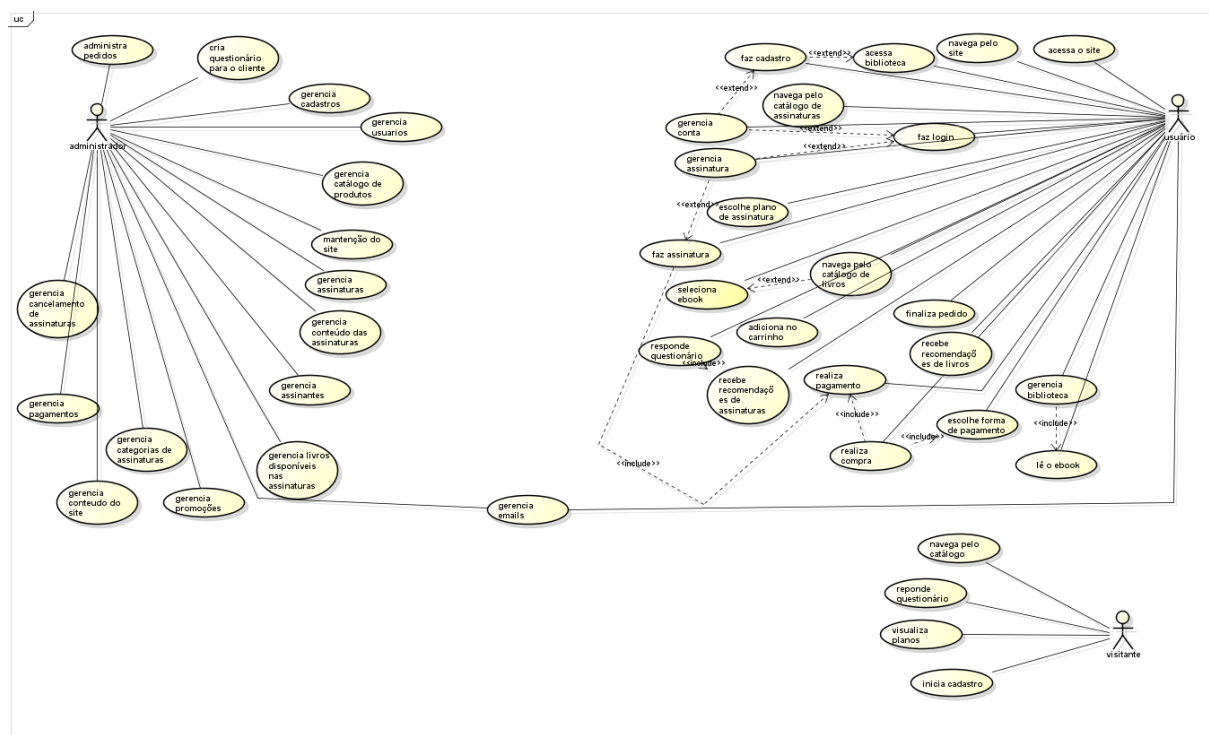 uc
administra
pedidos
cria
questionário
para o cliente
gerencia
cadastros
gerencia
usuarios
administrador
gerencia
catálogo de
produtos
mantenção do
site
gerencia
assinaturas
gerencia
conteúdo das
assinaturas
gerencia
cancelamento
de
assinaturas
gerencia
assinantes
gerencia
pagamentos
gerencia
categorias de
assinaturas
gerencia livros
disponíveis
nas
assinaturas
gerencia
conteudo do
site
gerencia
promoções
gerencia
emails
faz cadastro
<<extend>>
acessa
biblioteca
navega pelo
site
acessa o site
<<extend>>
navega pelo
catálogo de
assinaturas
gerencia
conta
<<extend>>
faz login
usuário
<<extend>>
gerencia
assinatura
<<extend>>
escolhe plano
de assinatura
faz assinatura
navega pelo
catálogo de
livros
<<extend>>
seleciona
ebook
finaliza pedido
adiciona no
carrinho
responde
questionário
<<include>>
recebe
recomendaçõ
es de livros
recebe
recomendaçõ
es de assinaturas
realiza
pagamento
gerencia
biblioteca
<<include>>
<<include>>
escolhe forma
de pagamento
<<include>>
realiza
compra
<<include>>
lê o ebook
navega pelo
catálogo
reponde
questionário
visualiza
planos
visitante
inicia cadastro